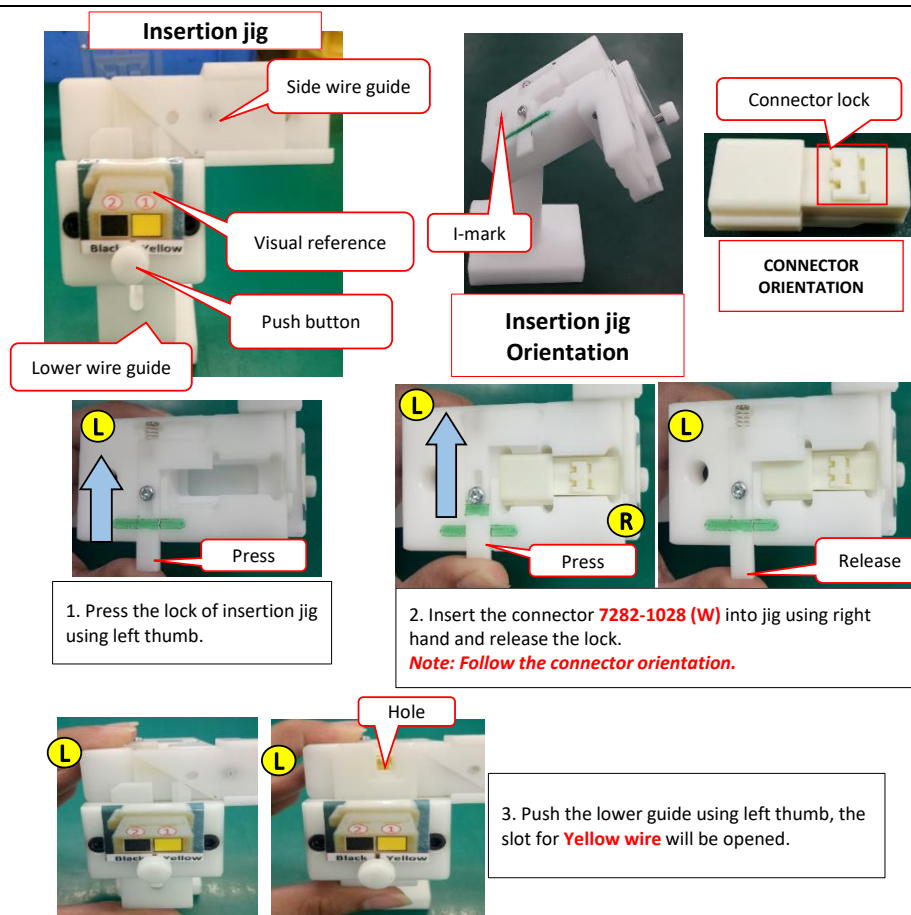 Insertion jig
Side wire guide
② ①
Visual reference
Black Yellow
Push button
Lower wire guide
I-mark
Insertion jig
Orientation
Connector lock
CONNECTOR
ORIENTATION
L
Press
L
R
Press
L
Release
1. Press the lock of insertion jig
using left thumb.
2. Insert the connector 7282-1028 (W) into jig using right
hand and release the lock.
Note: Follow the connector orientation.
Hole
L
② ①
Black Yellow
L
② ①
Black Yellow
3. Push the lower guide using left thumb, the
slot for Yellow wire will be opened.